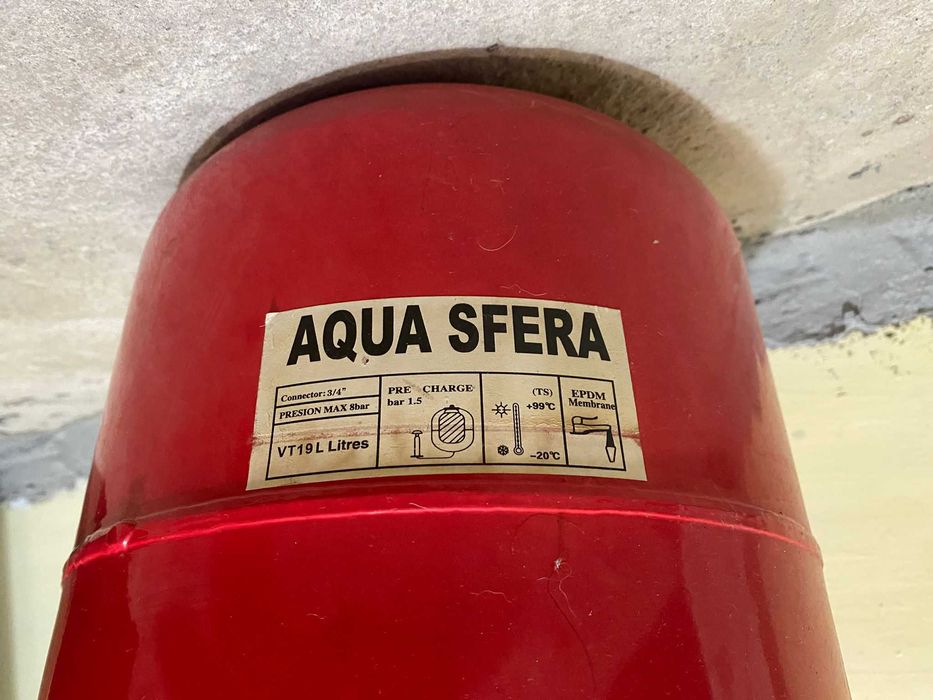 AQUA SFERA
Connector: 3/4"
PRESION MAX 8bar
VT19L Litres
PRE CHARGE
bar 1.5
(TS)
+99℃
-20℃
EPDM
Membrane